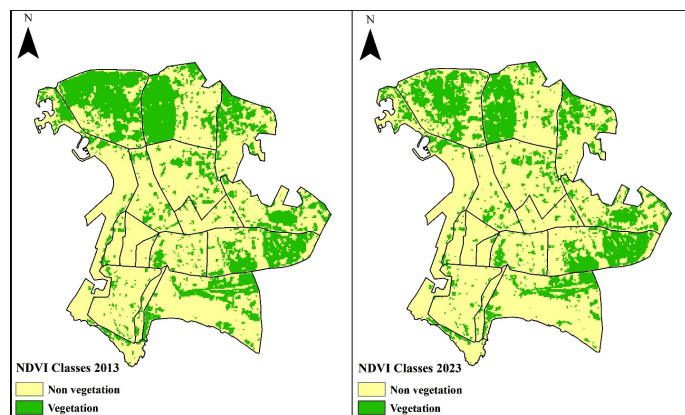 N
NDVI Classes 2013
Non vegetation
Vegetation
N
NDVI Classes 2023
Non vegetation
Vegetation